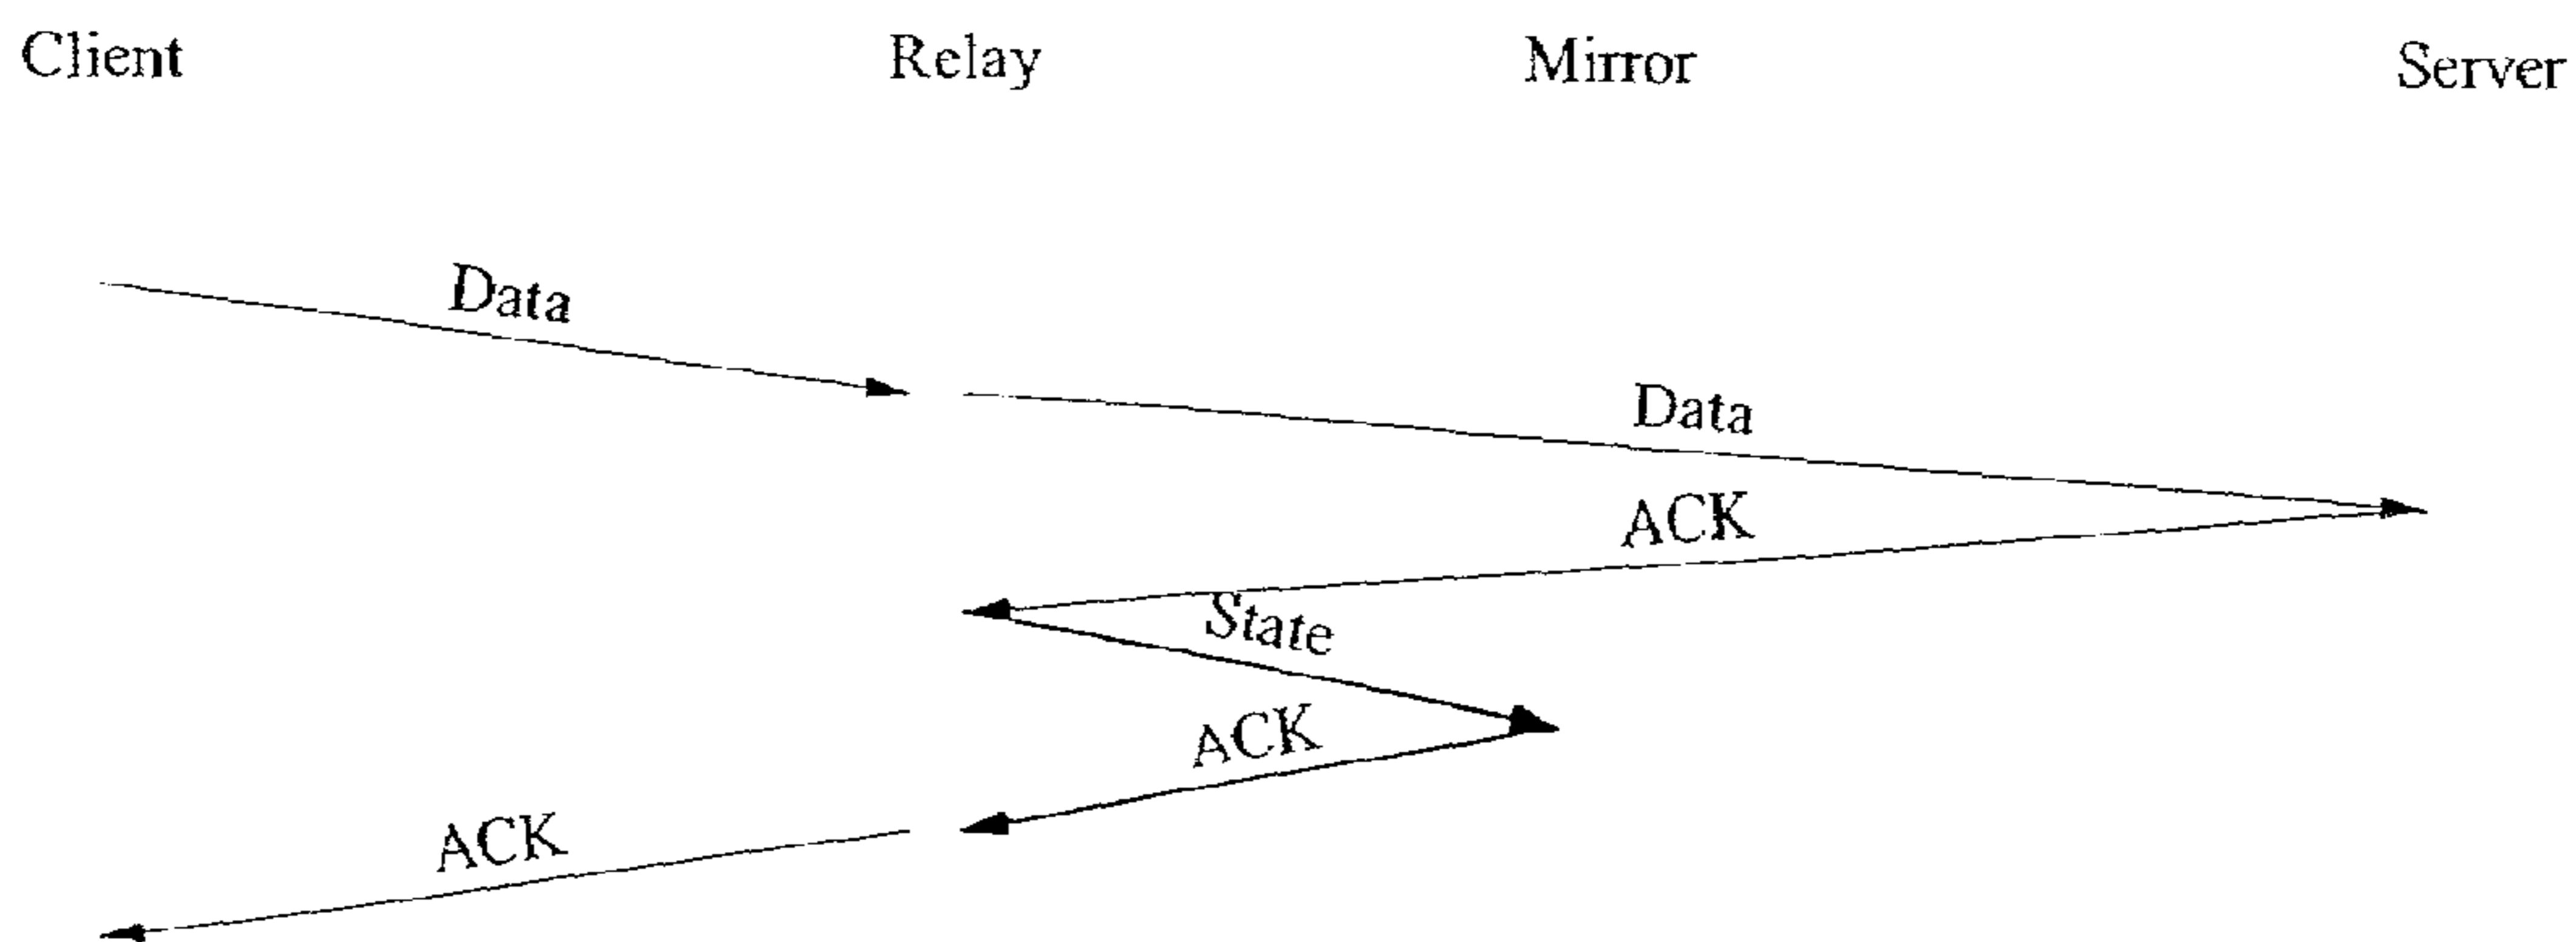 Client Relay Mirror Server
Data
Data
ACK
State
ACK
ACK